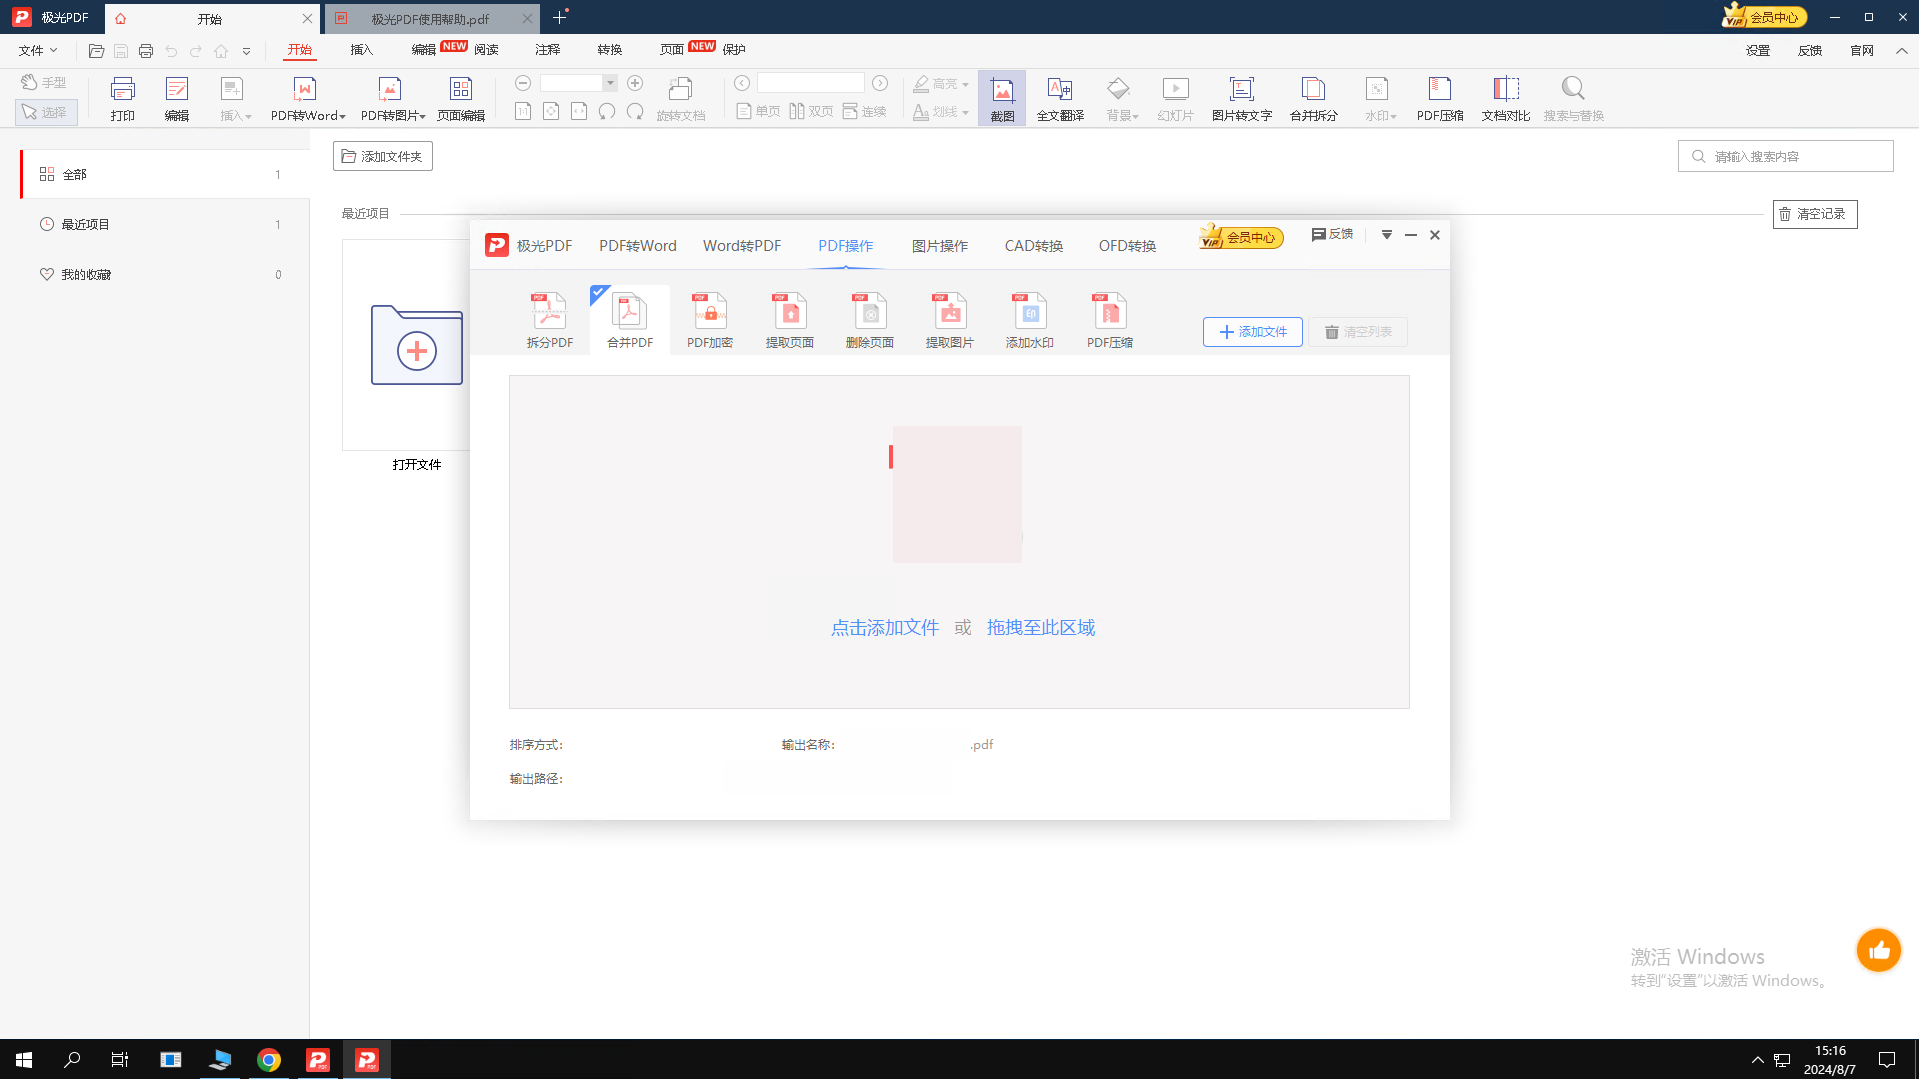 极光PDF
开始
极光PDF使用帮助.pdf
会员中心
文件
开始
插入
编辑
NEW
阅读
注释
转换
页面
NEW
保护
设置
反馈
官网
手型
选择
打印
编辑
插入
PDF转Word
PDF转图片
页面编辑
旋转文档
单页
双页
连续
高亮
划线
截图
全文翻译
背景
幻灯片
图片转文字
合并拆分
水印
PDF压缩
文档对比
搜索与替换
全部
1
最近项目
1
我的收藏
0
添加文件夹
请输入搜索内容
最近项目
清空记录
打开文件
极光PDF
PDF转Word
Word转PDF
PDF操作
图片操作
CAD转换
OFD转换
VIP
会员中心
反馈
拆分PDF
合并PDF
PDF加密
提取页面
删除页面
提取图片
添加水印
PDF压缩
添加文件
清空列表
点击添加文件 或 拖拽至此区域
排序方式:
输出名称:
.pdf
输出路径:
激活 Windows
转到"设置"以激活 Windows。
15:16
2024/8/7